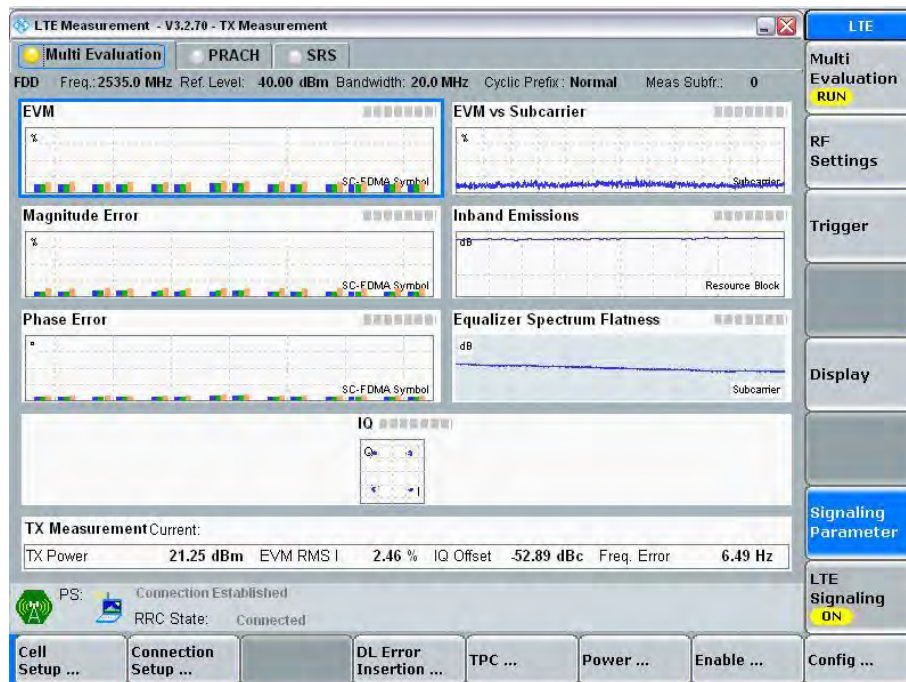 LTE Measurement - V3.2.70 - TX Measurement
LTE
Multi Evaluation PRACH SRS
Multi
Evaluation
RUN
FDD Freq.: 2535.0 MHz Ref. Level: 40.00 dBm Bandwidth: 20.0 MHz Cyclic Prefix : Normal Meas Subfr.: 0
EVM
%
SC-FDMA Symbol
EVM vs Subcarrier
%
Subcarrier
RF
Settings
Magnitude Error
%
SC-FDMA Symbol
Inband Emissions
dB
Resource Block
Trigger
Phase Error
°
SC-FDMA Symbol
Equalizer Spectrum Flatness
dB
Subcarrier
Display
IQ
Q
I
Signaling
Parameter
TX Measurement Current:
TX Power 21.25 dBm EVM RMS I 2.46 % IQ Offset -52.89 dBc Freq. Error 6.49 Hz
LTE
Signaling
ON
PS: Connection Established
RRC State: Connected
Cell
Setup ...
Connection
Setup ...
DL Error
Insertion ...
TPC ...
Power ...
Enable ...
Config ...